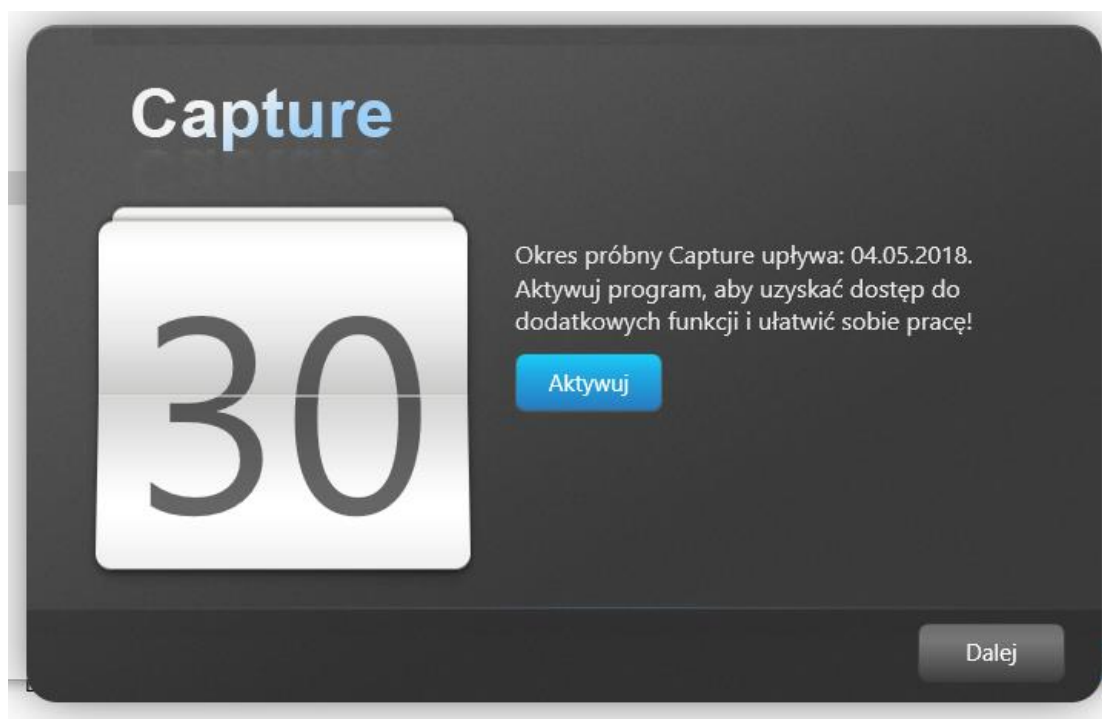 Capture
30
Okres próbny Capture upływa: 04.05.2018.
Aktywuj program, aby uzyskać dostęp do
dodatkowych funkcji i ułatwić sobie pracę!
Aktywuj
Dalej